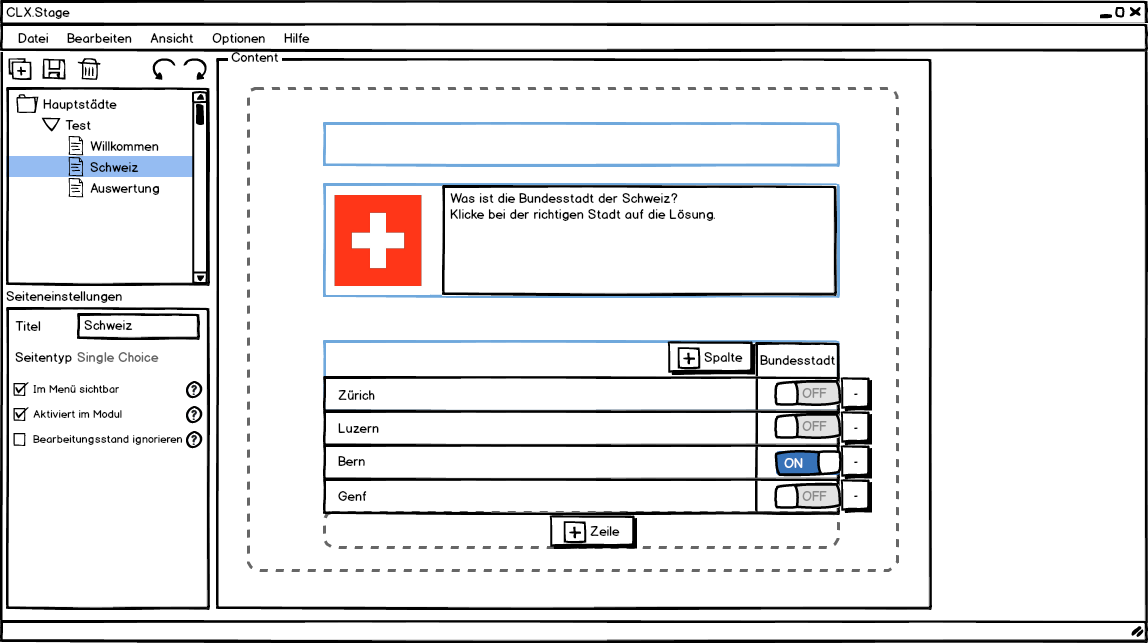 CLX.Stage
Datei Bearbeiten Ansicht Optionen Hilfe
Content
Hauptstädte
Test
Willkommen
Schweiz
Auswertung
Seiteneinstellungen
Titel Schweiz
Seitentyp Single Choice
Im Menü sichtbar ?
Aktiviert im Modul ?
Bearbeitungsstand ignorieren ?
Was ist die Bundesstadt der Schweiz?
Klicke bei der richtigen Stadt auf die Lösung.
+ Spalte Bundesstadt
Zürich OFF -
Luzern OFF -
Bern ON -
Genf OFF -
+ Zeile